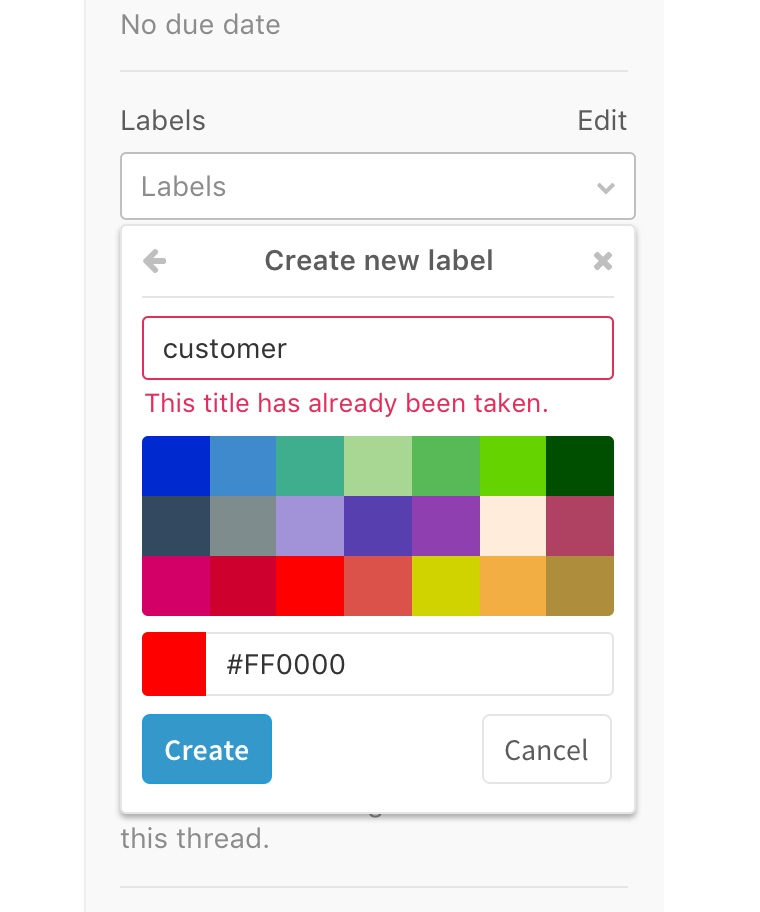 No due date
Labels Edit
Labels
Create new label
customer
This title has already been taken.
#FF0000
Create Cancel
this thread.